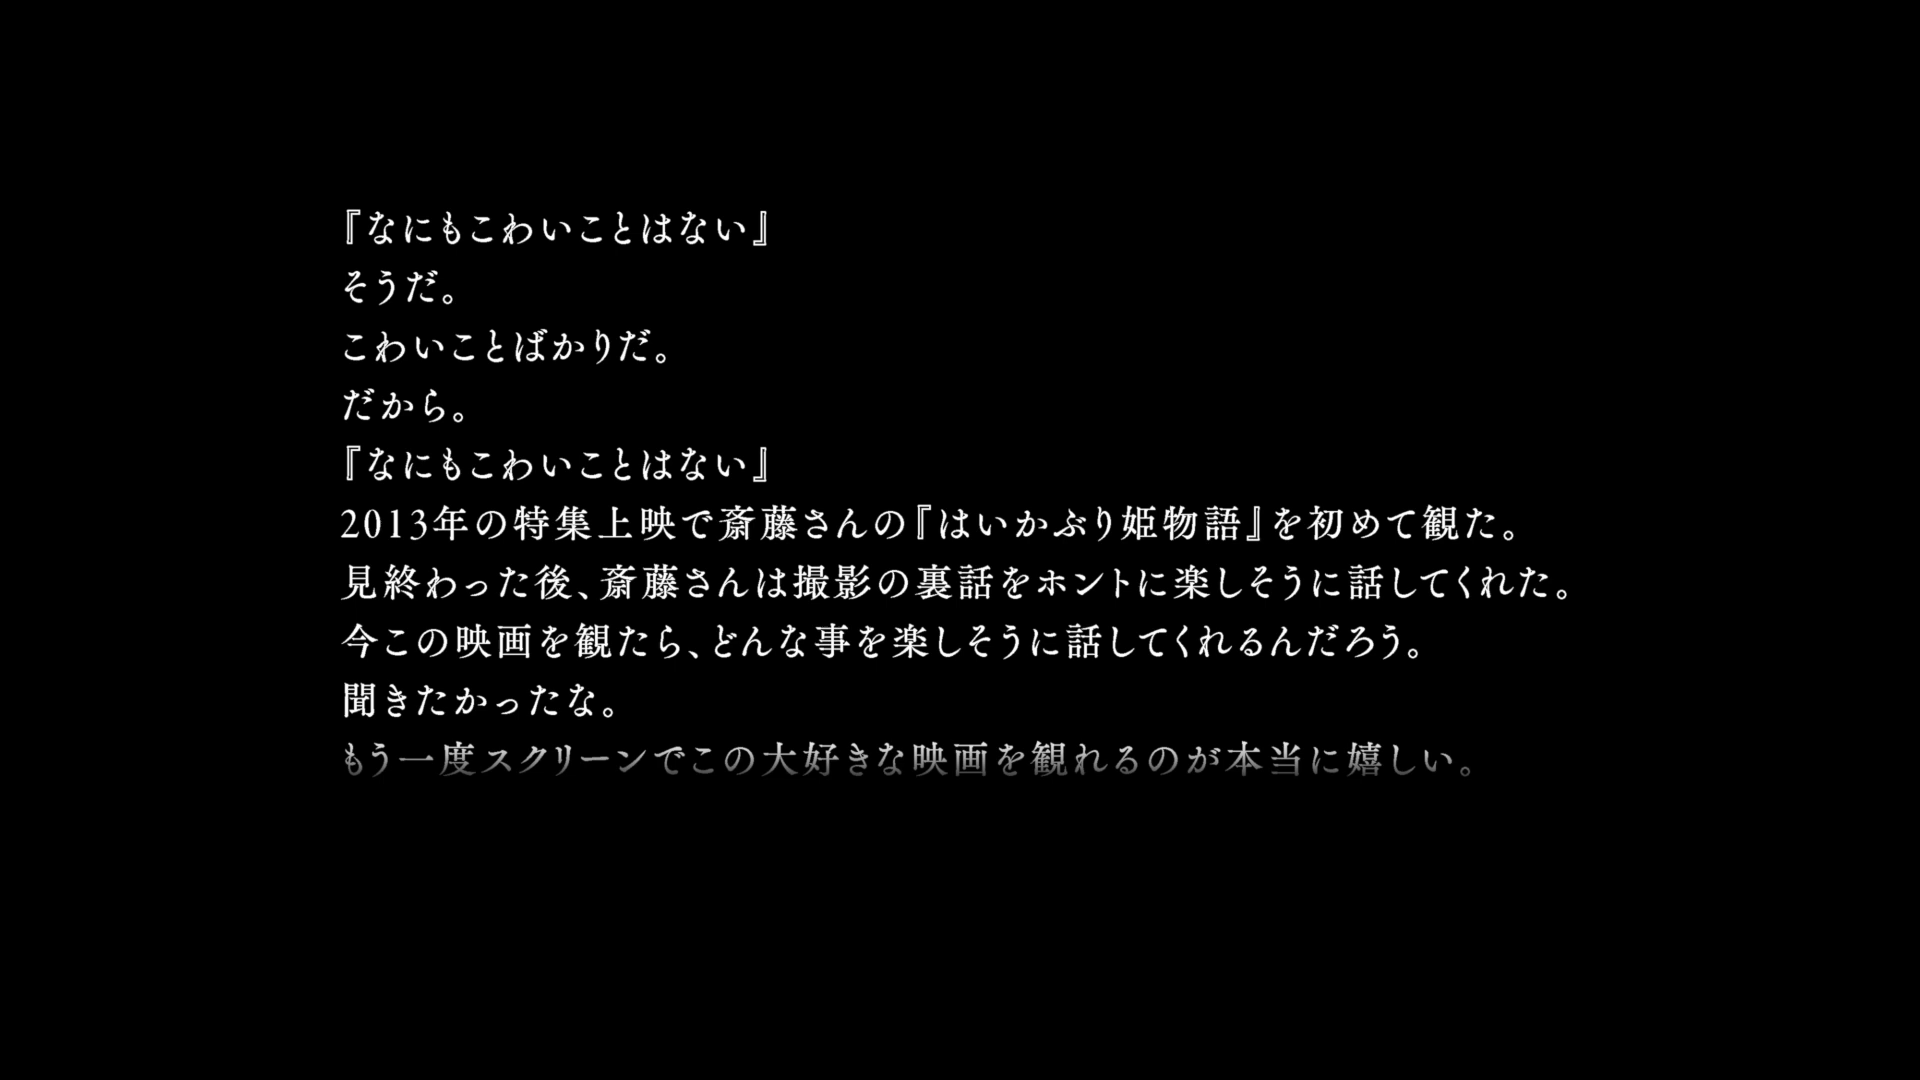 『なにもこわいことはない』
そうだ。
こわいことばかりだ。
だから。
『なにもこわいことはない』
2013年の特集上映で斎藤さんの『はいかぶり姫物語』を初めて観た。
見終わった後、斎藤さんは撮影の裏話をホントに楽しそうに話してくれた。
今この映画を観たら、どんな事を楽しそうに話してくれるんだろう。
聞きたかったな。
もう一度スクリーンでこの大好きな映画を観れるのが本当に嬉しい。